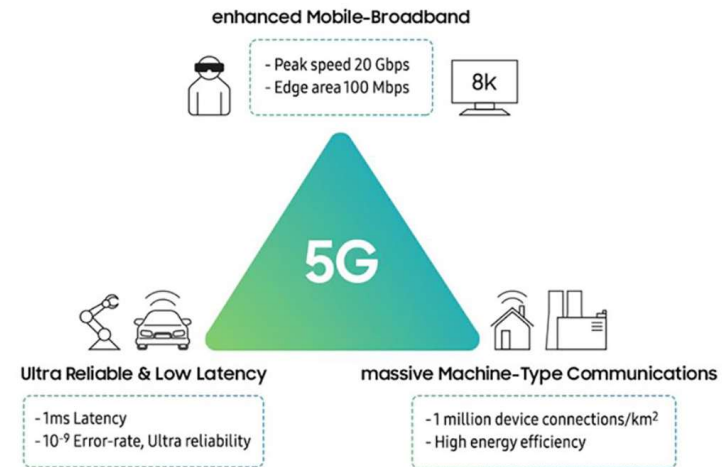 enhanced Mobile-Broadband
- Peak speed 20 Gbps
- Edge area 100 Mbps
8k
5G
Ultra Reliable & Low Latency
- 1ms Latency
- 10⁻⁹ Error-rate, Ultra reliability
massive Machine-Type Communications
- 1 million device connections/km²
- High energy efficiency